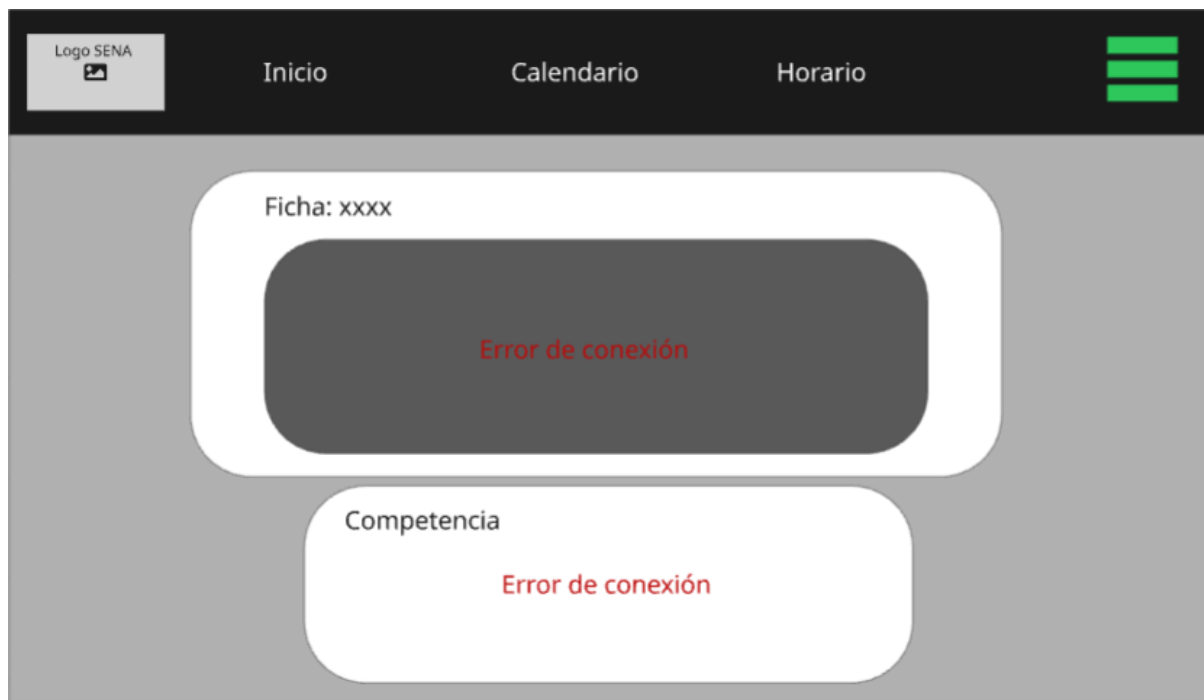 Logo SENA
Inicio Calendario Horario
Ficha: xxxx
Error de conexión
Competencia
Error de conexión